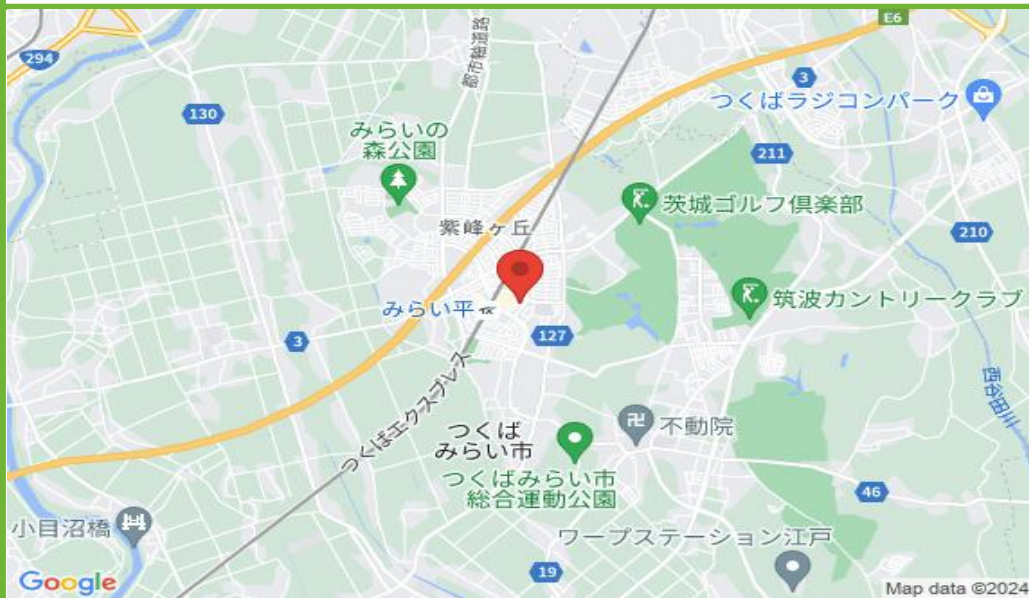 E6
294
都市軸道路
3
つくばラジコンパーク
130
みらいの
森公園
211
茨城ゴルフ倶楽部
紫峰ヶ丘
210
筑波カントリークラブ
みらい平
127
3
西谷田川
つくばエクスプレス
つくば
みらい市
不動院
つくばみらい市
総合運動公園
46
小目沼橋
ワープステーション江戸
19
Google
Map data ©2024